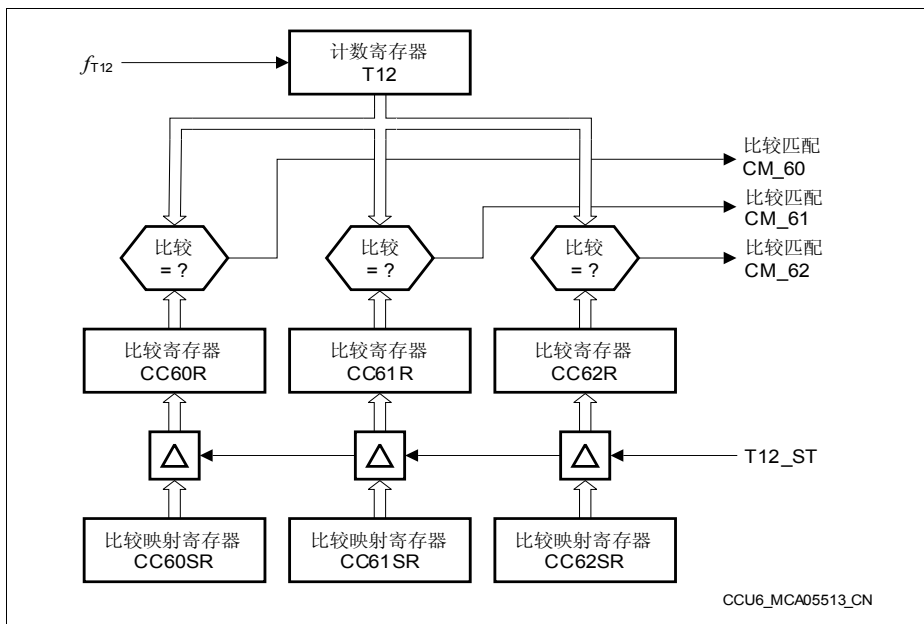 计数寄存器
T12
fT12
比较匹配
CM_60
比较匹配
CM_61
比较匹配
CM_62
比较
= ?
比较
= ?
比较
= ?
比较寄存器
CC60R
比较寄存器
CC61R
比较寄存器
CC62R
T12_ST
比较映射寄存器
CC60SR
比较映射寄存器
CC61SR
比较映射寄存器
CC62SR
CCU6_MCA05513_CN